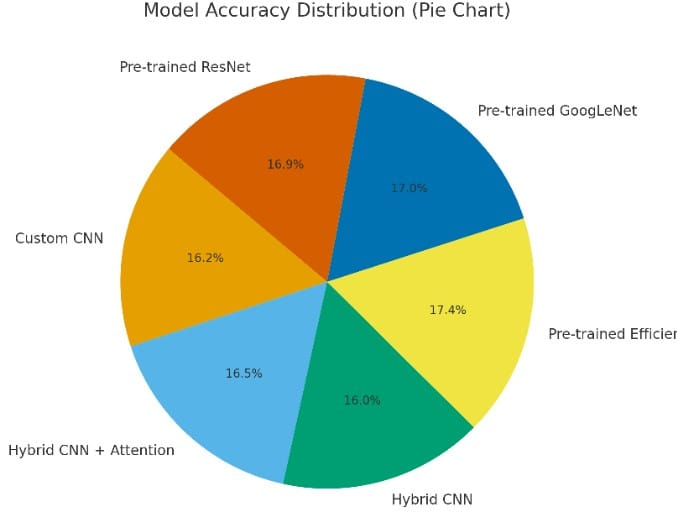 Model Accuracy Distribution (Pie Chart)
Pre-trained ResNet
Pre-trained GoogLeNet
16.9%
17.0%
Custom CNN
16.2%
17.4%
Pre-trained Efficien
16.5%
16.0%
Hybrid CNN + Attention
Hybrid CNN